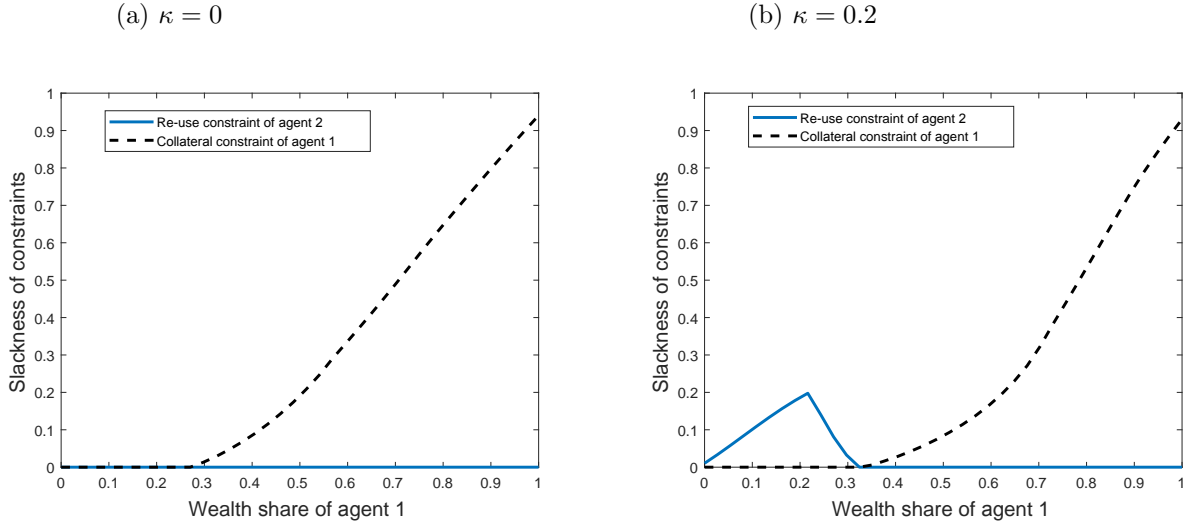 (a) κ = 0
Slackness of constraints
1
0.9
0.8
0.7
0.6
0.5
0.4
0.3
0.2
0.1
0
Re-use constraint of agent 2
Collateral constraint of agent 1
0 0.1 0.2 0.3 0.4 0.5 0.6 0.7 0.8 0.9 1
Wealth share of agent 1
(b) κ = 0.2
Slackness of constraints
1
0.9
0.8
0.7
0.6
0.5
0.4
0.3
0.2
0.1
0
Re-use constraint of agent 2
Collateral constraint of agent 1
0 0.1 0.2 0.3 0.4 0.5 0.6 0.7 0.8 0.9 1
Wealth share of agent 1